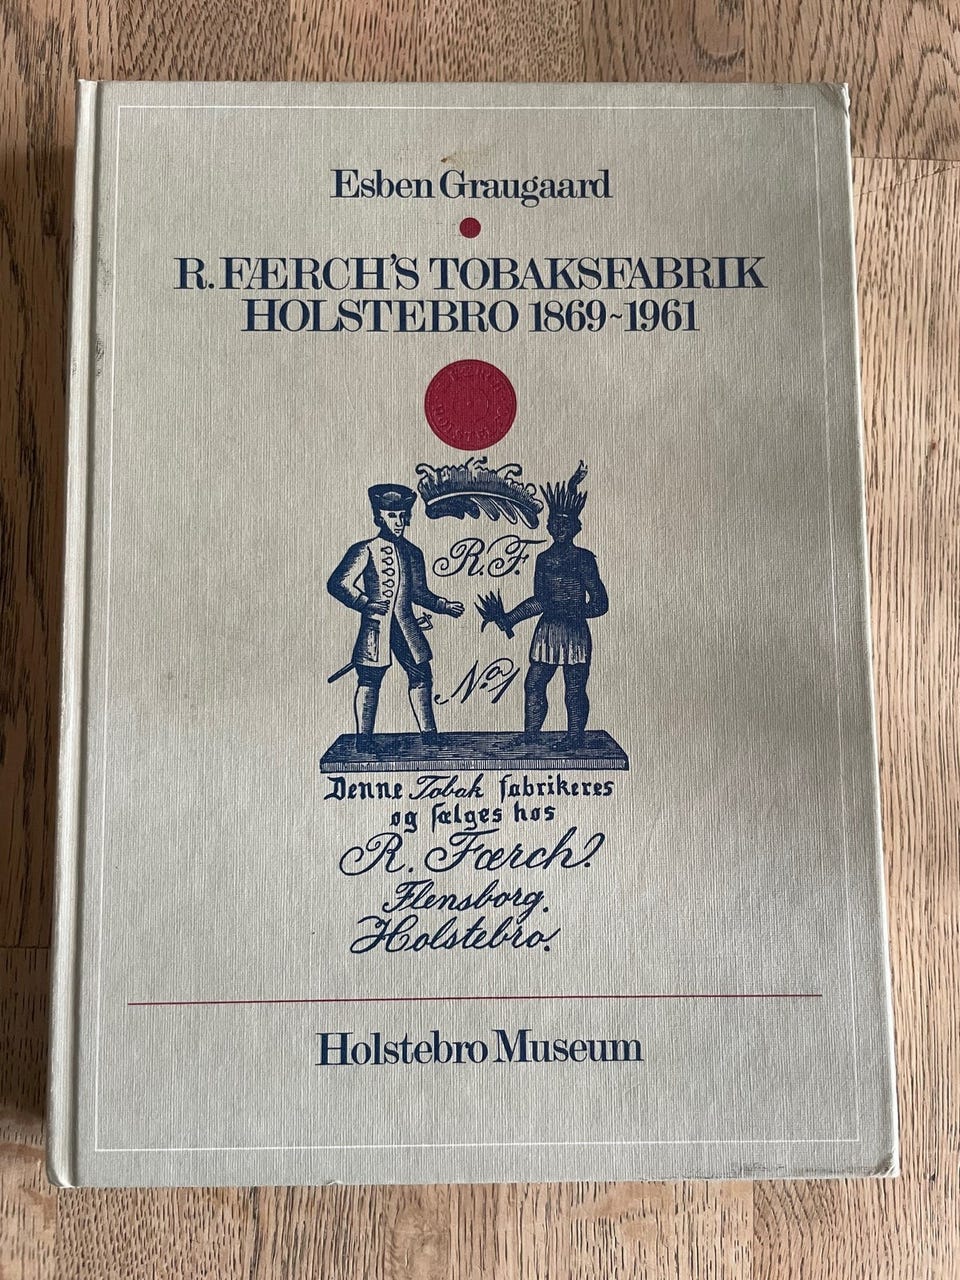 Esben Graugaard
R. FÆRCH'S TOBAKSFABRIK
HOLSTEBRO 1869~1961
R.F.
No 1
Denne Tobak fabrikeres
og sælges hos
R. Færch.
Flensborg.
Holstebro.
Holstebro Museum